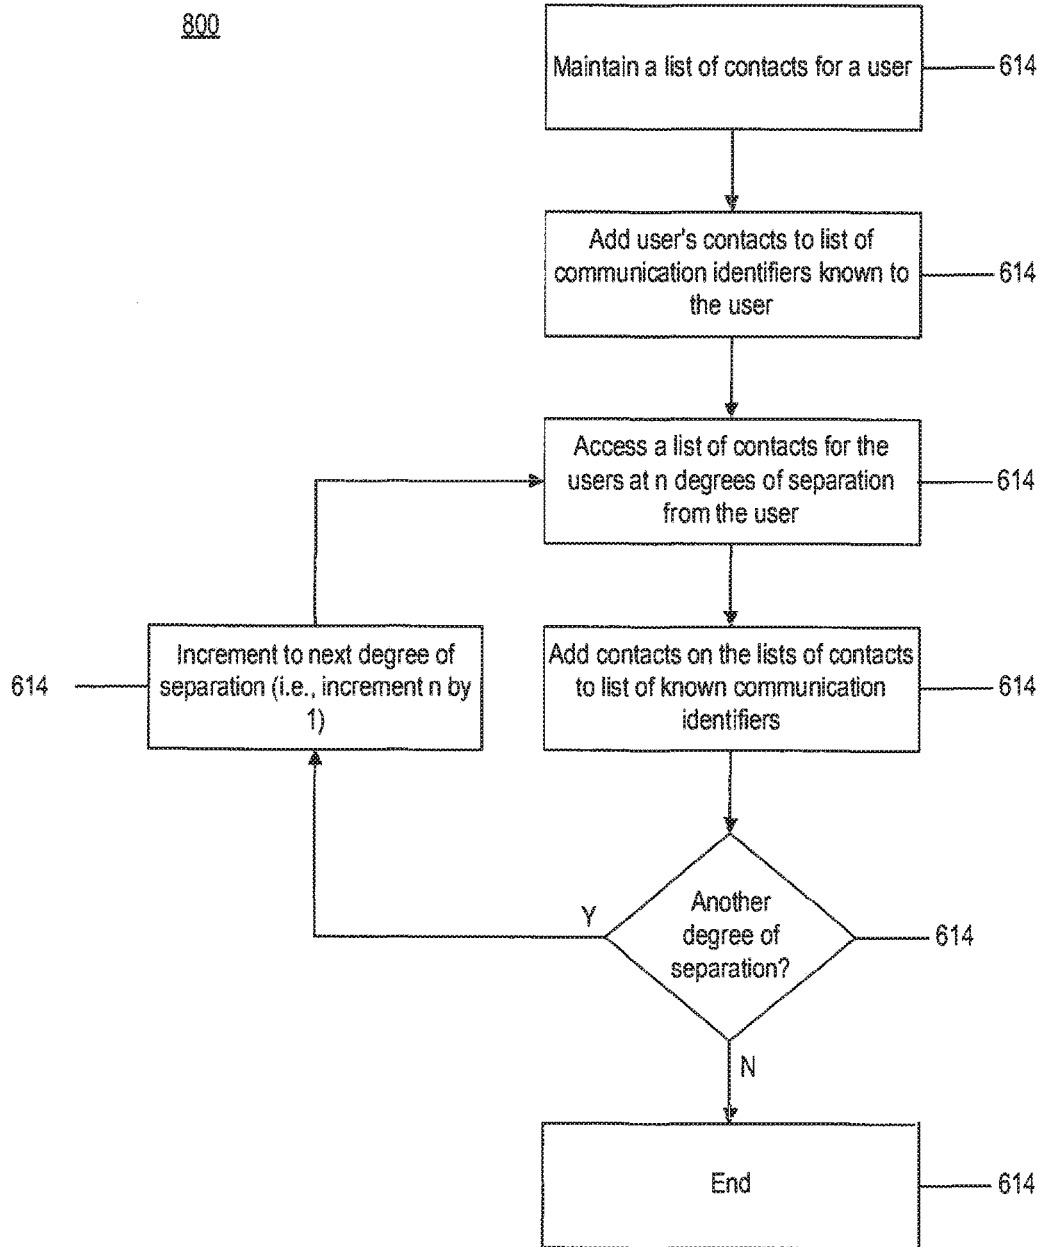 800
Maintain a list of contacts for a user
614
Add user's contacts to list of
communication identifiers known to
the user
614
Access a list of contacts for the
users at n degrees of separation
from the user
614
Add contacts on the lists of contacts
to list of known communication
identifiers
614
Increment to next degree of
separation (i.e., increment n by
1)
614
Another
degree of
separation?
614
Y
N
End
614